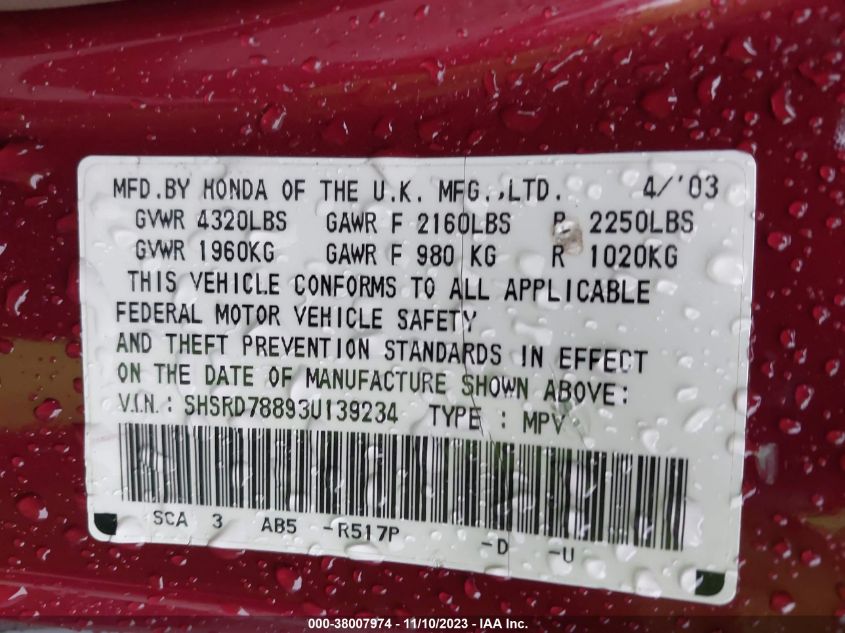 MFD.BY HONDA OF THE U.K. MFG.,LTD. 4/'03
GVWR 4320LBS GAWR F 2160LBS R 2250LBS
GVWR 1960KG GAWR F 980 KG R 1020KG
THIS VEHICLE CONFORMS TO ALL APPLICABLE
FEDERAL MOTOR VEHICLE SAFETY
AND THEFT PREVENTION STANDARDS IN EFFECT
ON THE DATE OF MANUFACTURE SHOWN ABOVE:
V.I.N.: SHSRD78893U139234 TYPE : MPV
SCA 3 AB5 -R517P -D -U
000-38007974 — 11/10/2023 — IAA Inc.